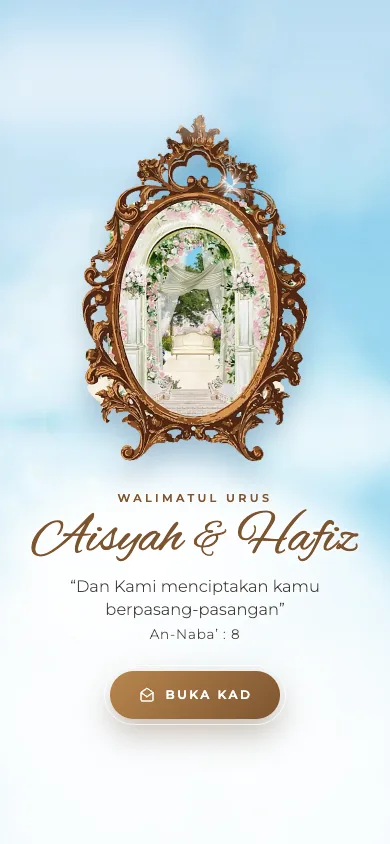 WALIMATUL URUS
Aisyah & Hafiz
“Dan Kami menciptakan kamu
berpasang-pasangan”
An-Naba’ : 8
BUKA KAD